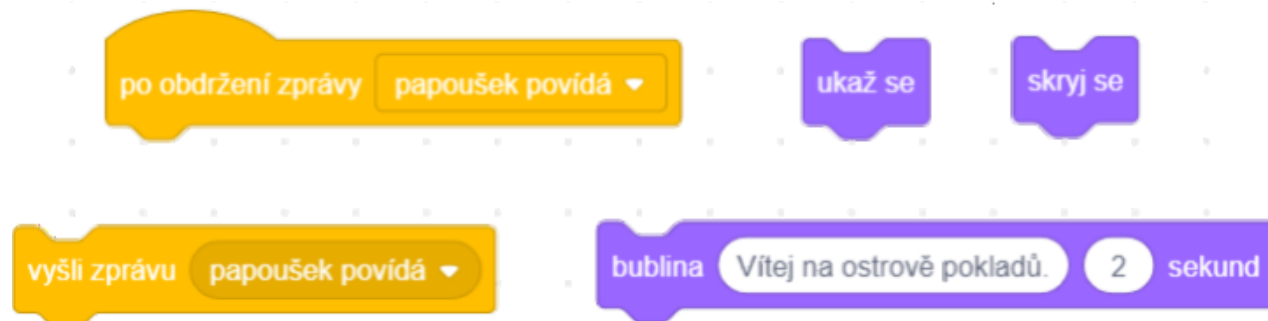 po obdržení zprávy papoušek povídá
ukaž se
skryj se
vyšli zprávu papoušek povídá
bublina Vítej na ostrově pokladů. 2 sekund